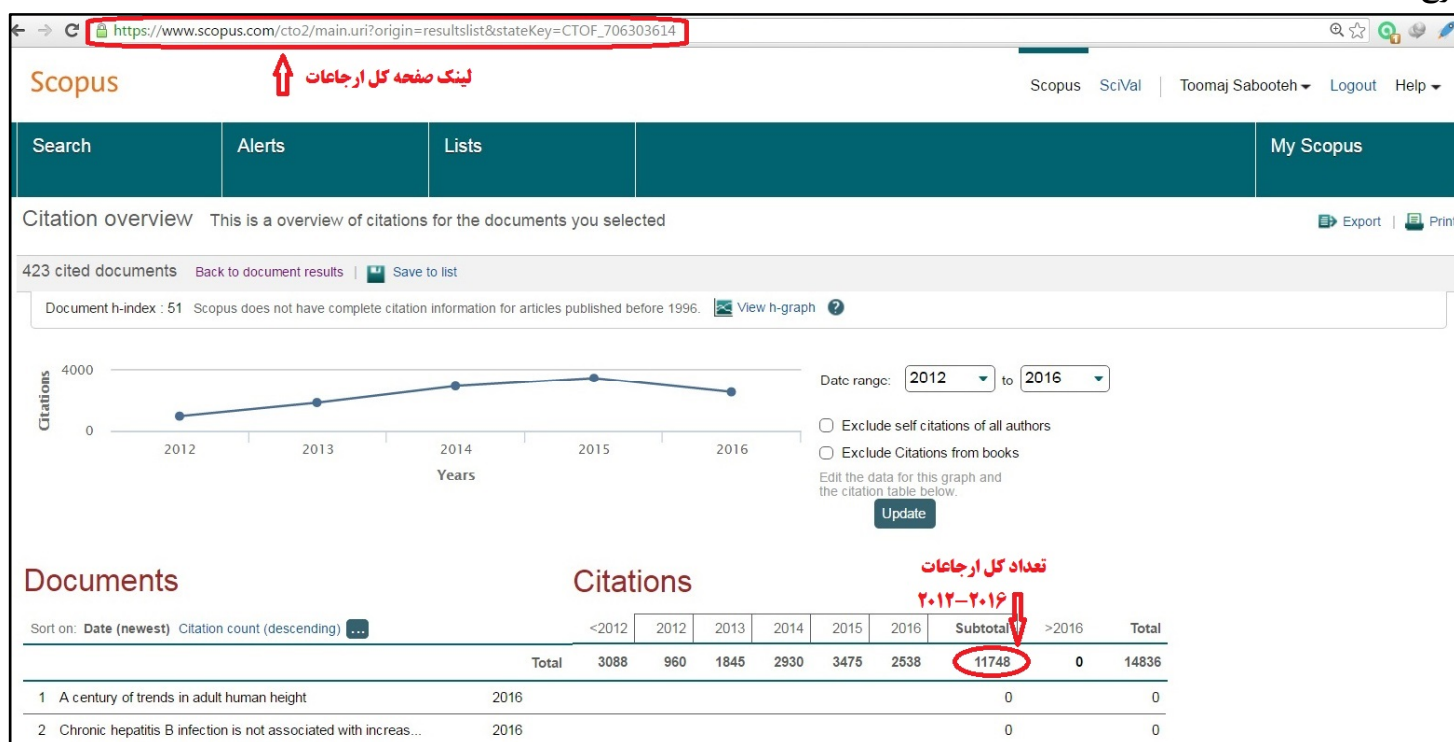 https://www.scopus.com/cto2/main.uri?origin=resultslist&stateKey=CTOF_706303614
لینک صفحه کل ارجاعات
Scopus
Scopus SciVal Toomaj Sabooteh Logout Help
Search Alerts Lists My Scopus
Citation overview This is a overview of citations for the documents you selected Export | Print
423 cited documents Back to document results | Save to list
Document h-index : 51 Scopus does not have complete citation information for articles published before 1996. View h-graph ?
4000
Citations
0
2012 2013 2014 2015 2016
Years
Date range: 2012 to 2016
Exclude self citations of all authors
Exclude Citations from books
Edit the data for this graph and
the citation table below.
Update
تعداد کل ارجاعات
۲۰۱۲-۲۰۱۶
Documents Citations
Sort on: Date (newest) Citation count (descending) ... <2012 2012 2013 2014 2015 2016 Subtotal >2016 Total
Total 3088 960 1845 2930 3475 2538 11748 0 14836
1 A century of trends in adult human height 2016 0 0
2 Chronic hepatitis B infection is not associated with increas... 2016 0 0